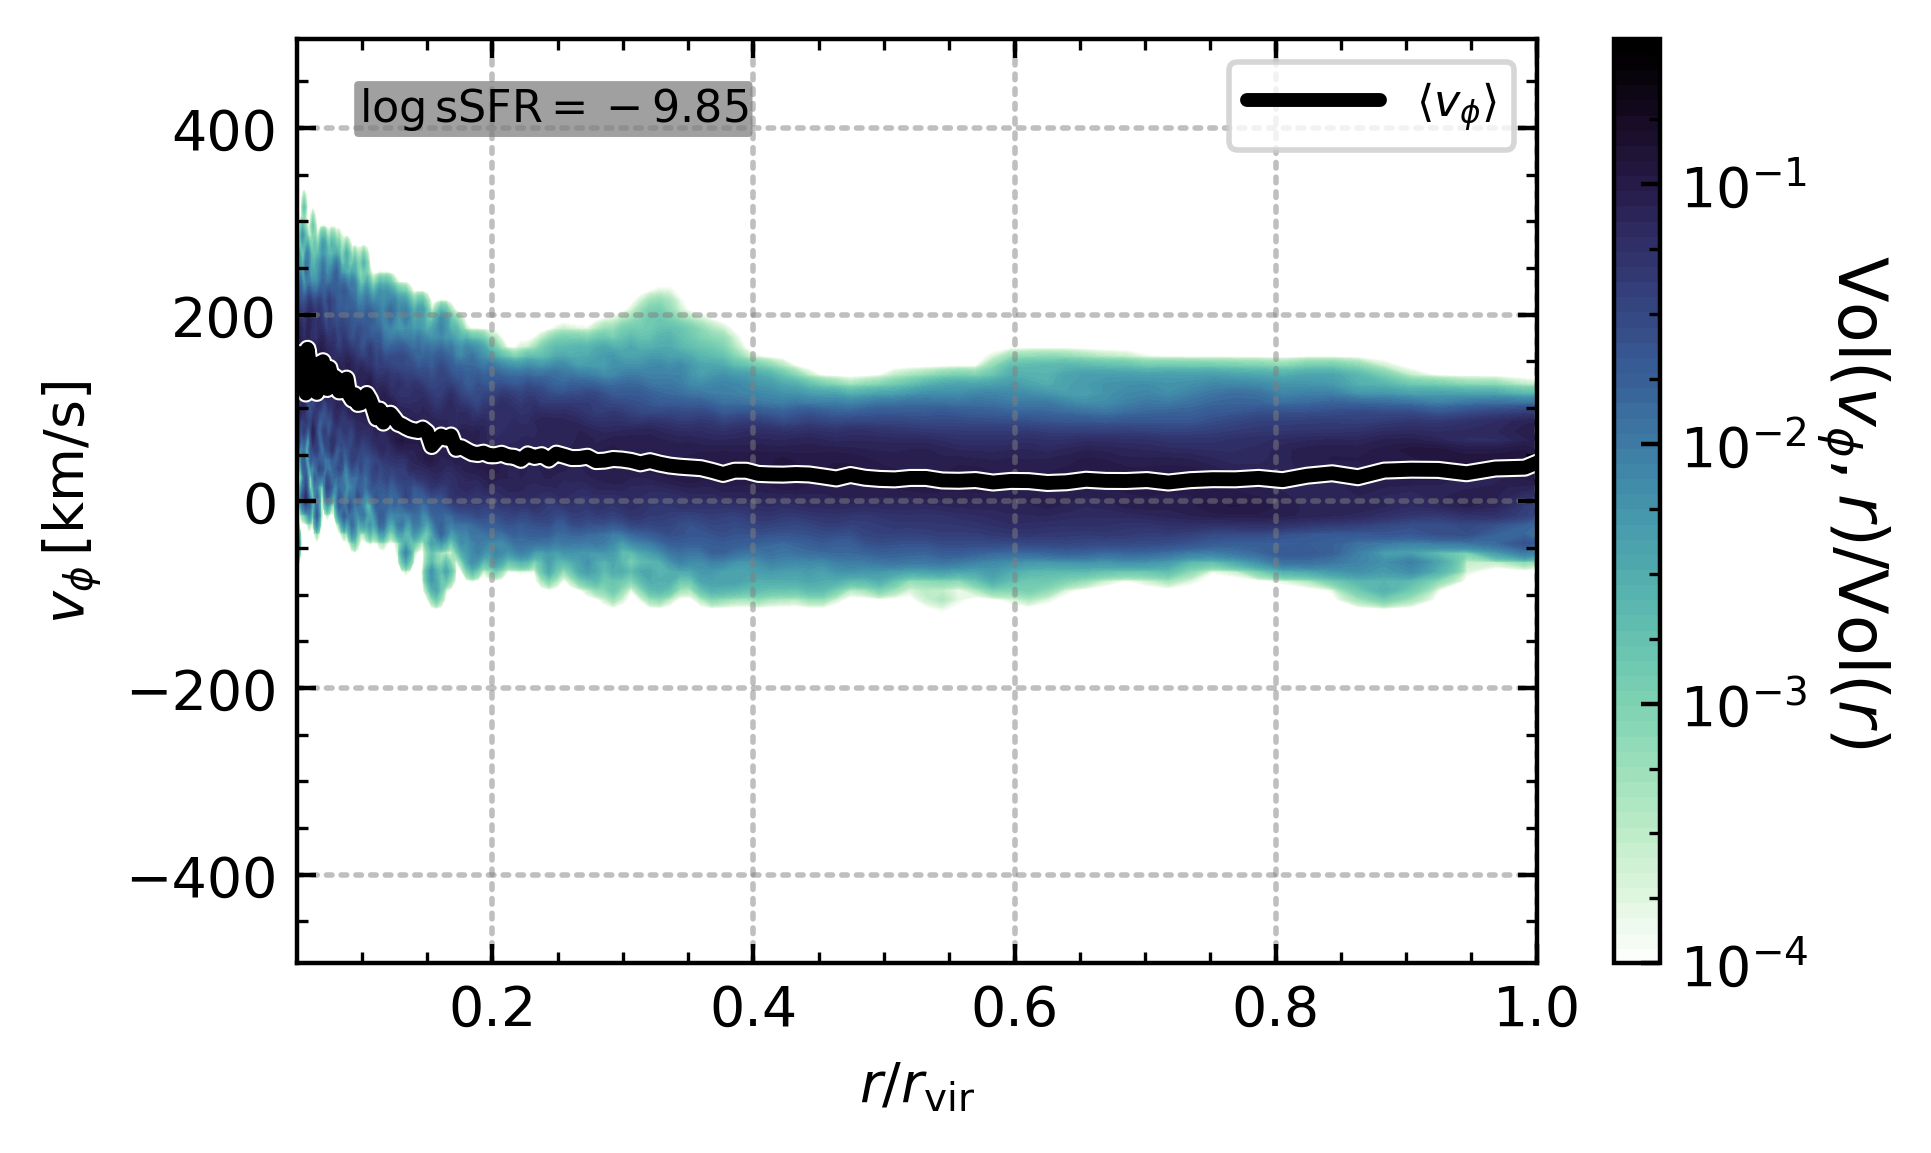 log sSFR = −9.85
⟨v_ϕ⟩
400
200
0
−200
−400
v_ϕ [km/s]
0.2 0.4 0.6 0.8 1.0
r/r_vir
10^{−1}
10^{−2}
10^{−3}
10^{−4}
Vol(v_ϕ, r)/Vol(r)